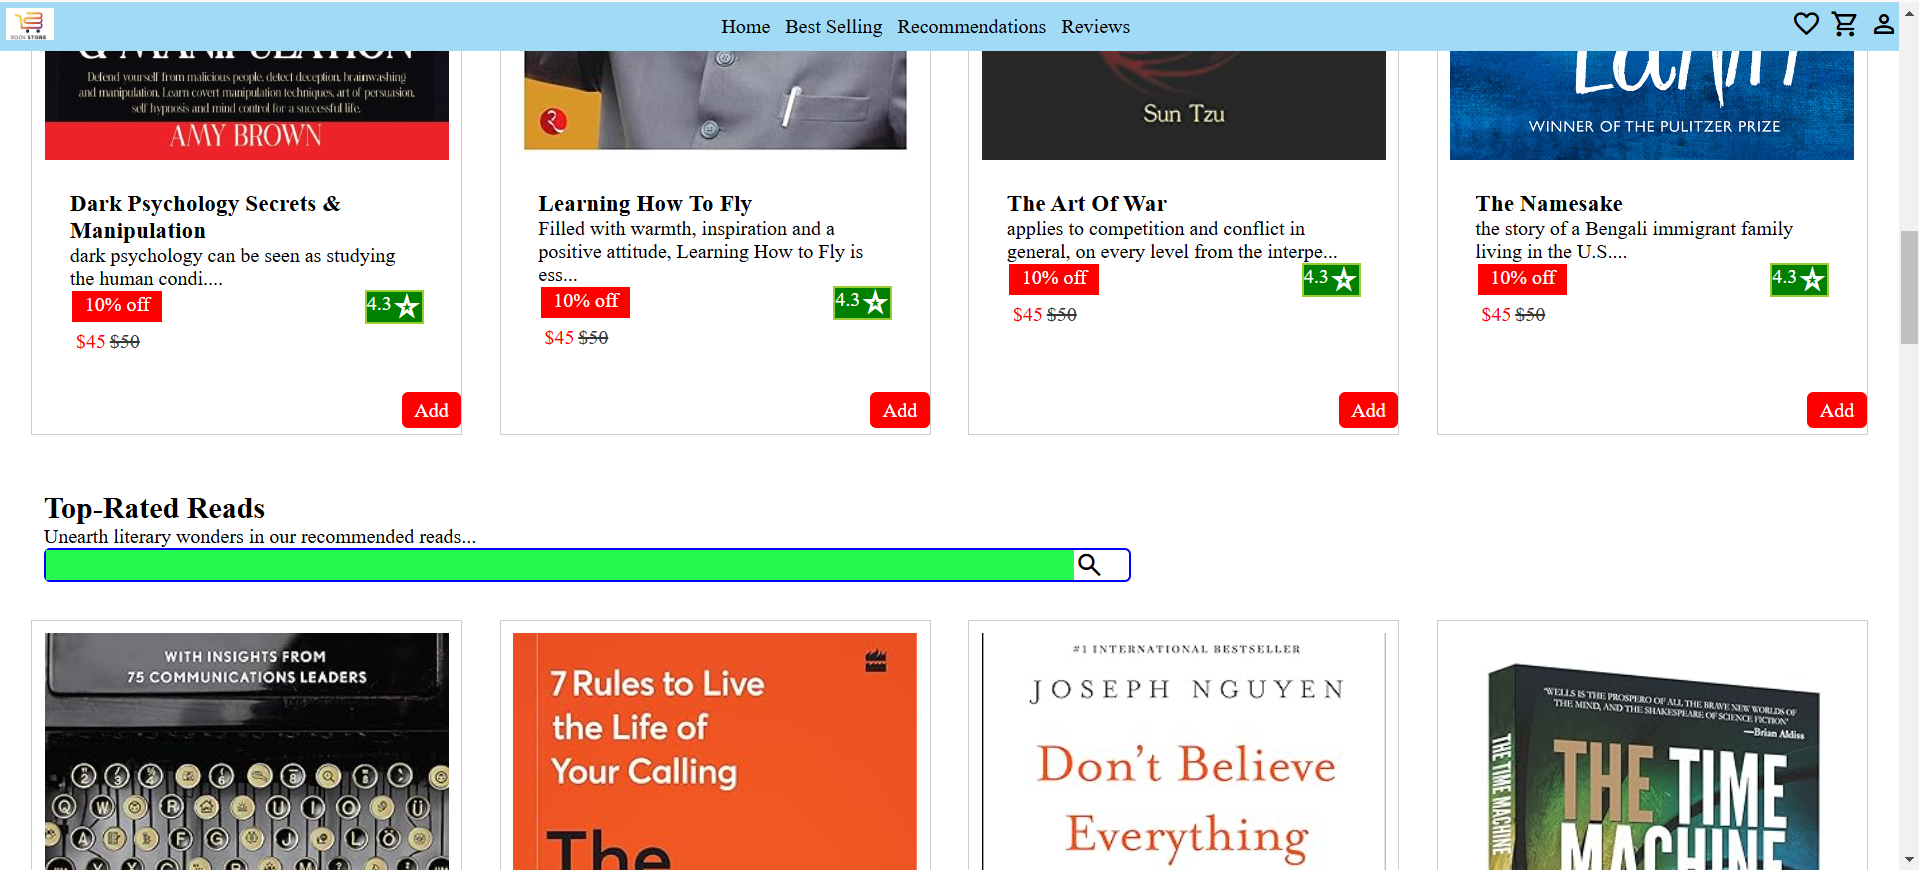 BOOK STORE
Home Best Selling Recommendations Reviews
& MANIPULATION
Defend yourself from malicious people, detect deception, brainwashing
and manipulation. Learn covert manipulation techniques, art of persuasion,
self hypnosis and mind control for a successful life.
AMY BROWN
Sun Tzu
WINNER OF THE PULITZER PRIZE
Dark Psychology Secrets &
Manipulation
dark psychology can be seen as studying
the human condi....
10% off
4.3
$45 $50
Add
Learning How To Fly
Filled with warmth, inspiration and a
positive attitude, Learning How to Fly is
ess...
10% off
4.3
$45 $50
Add
The Art Of War
applies to competition and conflict in
general, on every level from the interpe...
10% off
4.3
$45 $50
Add
The Namesake
the story of a Bengali immigrant family
living in the U.S....
10% off
4.3
$45 $50
Add
Top-Rated Reads
Unearth literary wonders in our recommended reads...
WITH INSIGHTS FROM
75 COMMUNICATIONS LEADERS
Q W R U I O Ü
A F G J L Ö
7 Rules to Live
the Life of
Your Calling
The
#1 INTERNATIONAL BESTSELLER
JOSEPH NGUYEN
Don't Believe
Everything
"WELLS IS THE PROSPERO OF ALL THE BRAVE NEW WORLDS OF
THE MIND, AND THE SHAKESPEARE OF SCIENCE FICTION"
—Brian Aldiss
THE TIME
MACHINE
THE TIME MACHINE